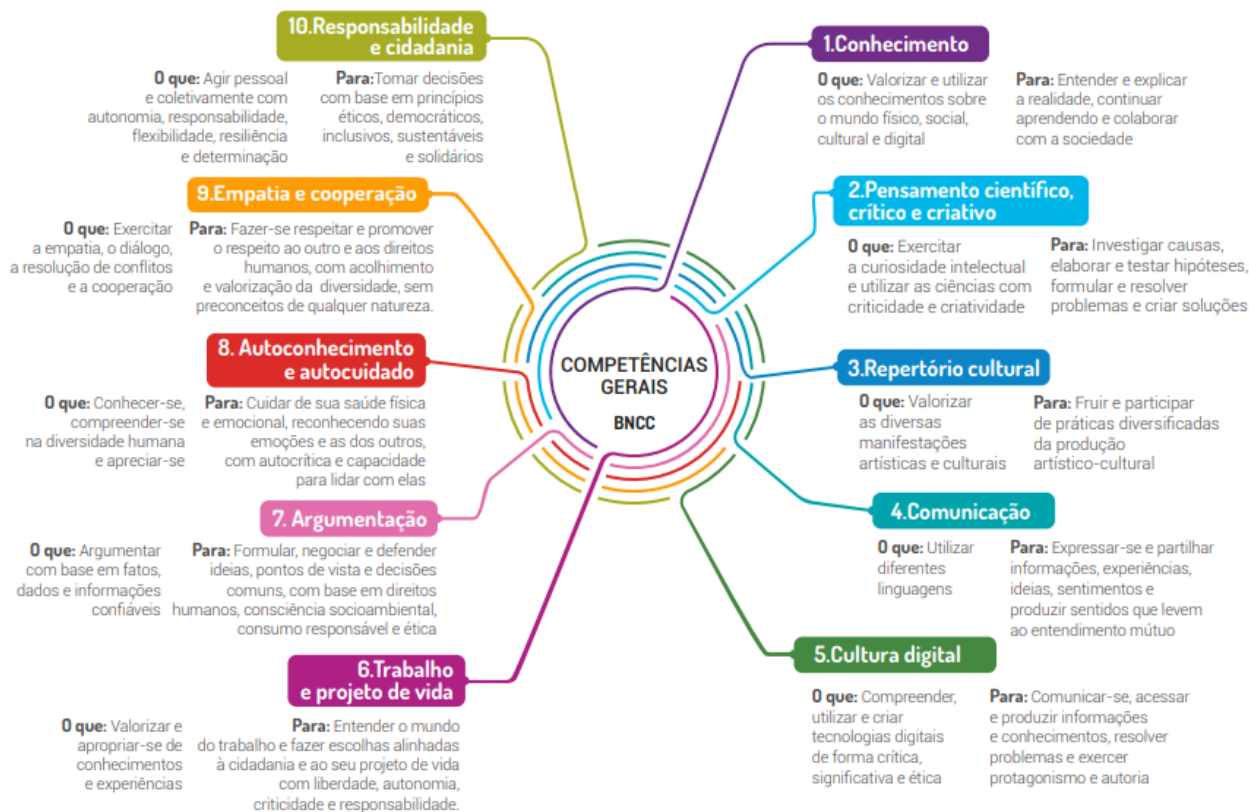 COMPETÊNCIAS
GERAIS
BNCC
1.Conhecimento
O que: Valorizar e utilizar
os conhecimentos sobre
o mundo físico, social,
cultural e digital
Para: Entender e explicar
a realidade, continuar
aprendendo e colaborar
com a sociedade
2.Pensamento científico,
crítico e criativo
O que: Exercitar
a curiosidade intelectual
e utilizar as ciências com
criticidade e criatividade
Para: Investigar causas,
elaborar e testar hipóteses,
formular e resolver
problemas e criar soluções
3.Repertório cultural
O que: Valorizar
as diversas
manifestações
artísticas e culturais
Para: Fruir e participar
de práticas diversificadas
da produção
artístico-cultural
4.Comunicação
O que: Utilizar
diferentes
linguagens
Para: Expressar-se e partilhar
informações, experiências,
ideias, sentimentos e
produzir sentidos que levem
ao entendimento mútuo
5.Cultura digital
O que: Compreender,
utilizar e criar
tecnologias digitais
de forma crítica,
significativa e ética
Para: Comunicar-se, acessar
e produzir informações
e conhecimentos, resolver
problemas e exercer
protagonismo e autoria
6.Trabalho
e projeto de vida
O que: Valorizar e
apropriar-se de
conhecimentos
e experiências
Para: Entender o mundo
do trabalho e fazer escolhas alinhadas
à cidadania e ao seu projeto de vida
com liberdade, autonomia,
criticidade e responsabilidade.
7. Argumentação
O que: Argumentar
com base em fatos,
dados e informações
confiáveis
Para: Formular, negociar e defender
ideias, pontos de vista e decisões
comuns, com base em direitos
humanos, consciência socioambiental,
consumo responsável e ética
8. Autoconhecimento
e autocuidado
O que: Conhecer-se,
compreender-se
na diversidade humana
e apreciar-se
Para: Cuidar de sua saúde física
e emocional, reconhecendo suas
emoções e as dos outros,
com autocrítica e capacidade
para lidar com elas
9.Empatia e cooperação
O que: Exercitar
a empatia, o diálogo,
a resolução de conflitos
e a cooperação
Para: Fazer-se respeitar e promover
o respeito ao outro e aos direitos
humanos, com acolhimento
e valorização da diversidade, sem
preconceitos de qualquer natureza.
10.Responsabilidade
e cidadania
O que: Agir pessoal
e coletivamente com
autonomia, responsabilidade,
flexibilidade, resiliência
e determinação
Para:Tomar decisões
com base em princípios
éticos, democráticos,
inclusivos, sustentáveis
e solidários